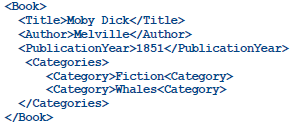 <Book>
<Title>Moby Dick</Title>
<Author>Melville</Author>
<PublicationYear>1851</PublicationYear>
<Categories>
<Category>Fiction<Category>
<Category>Whales<Category>
</Categories>
</Book>